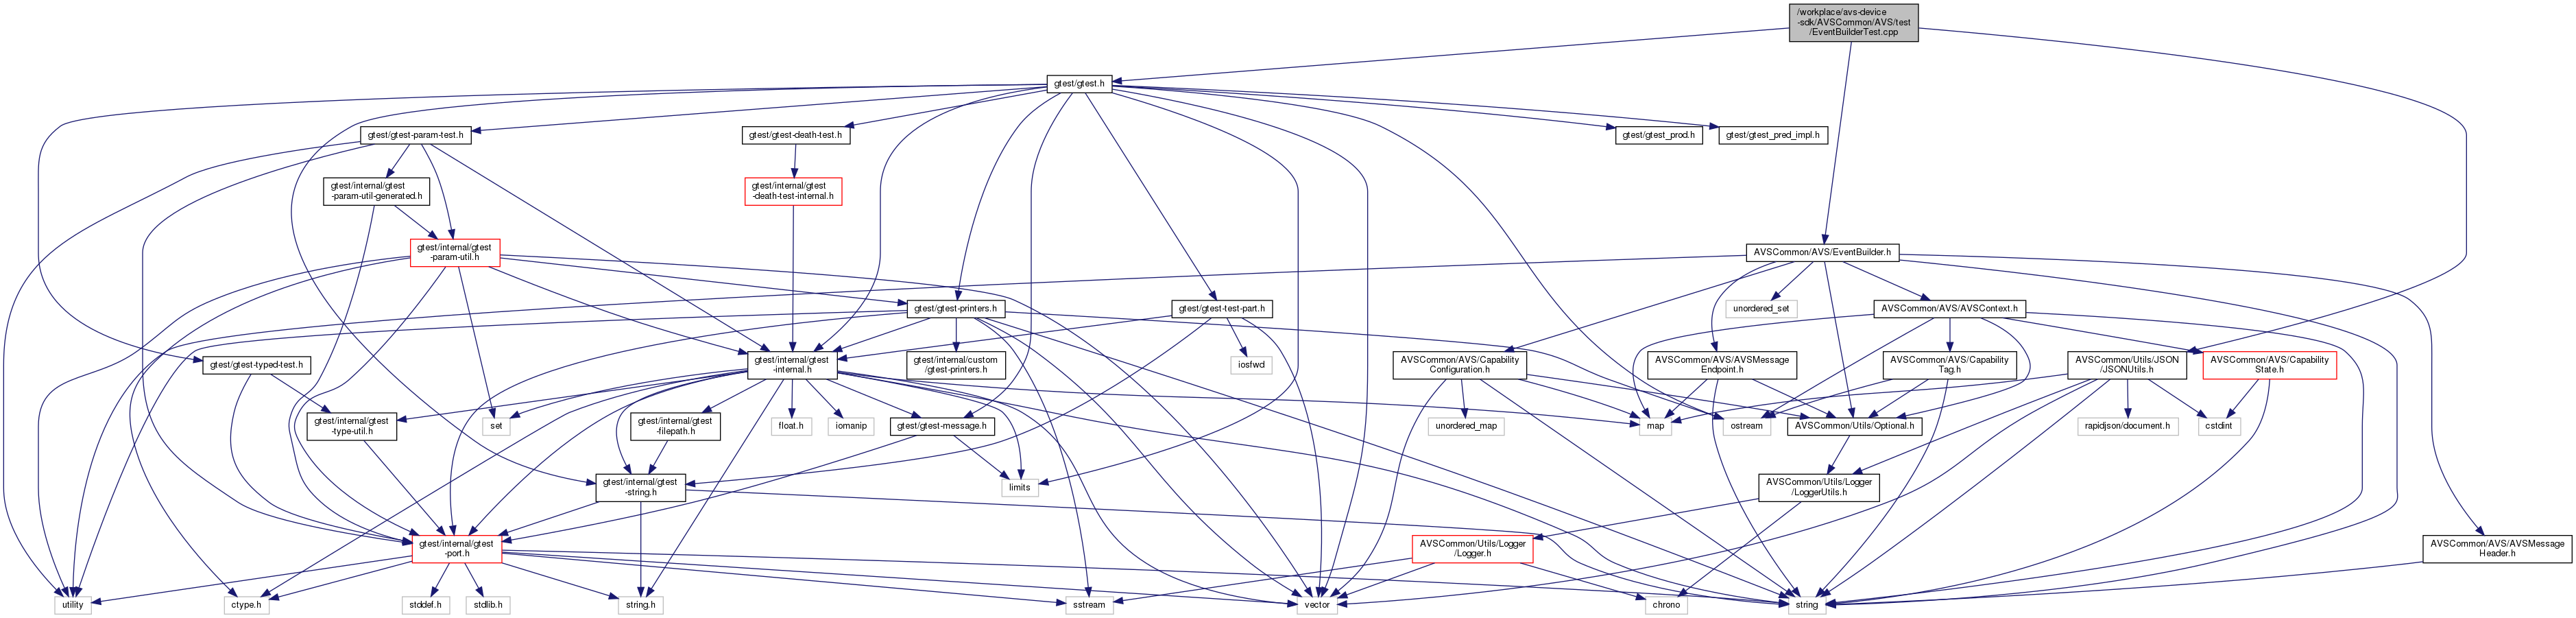 /workplace/avs-device
-sdk/AVSCommon/AVS/test
/EventBuilderTest.cpp
gtest/gtest.h
gtest/gtest-param-test.h
gtest/gtest-death-test.h
gtest/gtest_prod.h
gtest/gtest_pred_impl.h
gtest/internal/gtest
-param-util-generated.h
gtest/internal/gtest
-death-test-internal.h
gtest/internal/gtest
-param-util.h
AVSCommon/AVS/EventBuilder.h
gtest/gtest-printers.h
gtest/gtest-test-part.h
unordered_set
AVSCommon/AVS/AVSContext.h
gtest/gtest-typed-test.h
gtest/internal/gtest
-internal.h
gtest/internal/custom
/gtest-printers.h
iosfwd
AVSCommon/AVS/Capability
Configuration.h
AVSCommon/AVS/AVSMessage
Endpoint.h
AVSCommon/AVS/Capability
Tag.h
AVSCommon/Utils/JSON
/JSONUtils.h
AVSCommon/AVS/Capability
State.h
gtest/internal/gtest
-type-util.h
set
gtest/internal/gtest
-filepath.h
float.h
iomanip
gtest/gtest-message.h
unordered_map
map
ostream
AVSCommon/Utils/Optional.h
rapidjson/document.h
cstdint
gtest/internal/gtest
-string.h
limits
AVSCommon/Utils/Logger
/LoggerUtils.h
gtest/internal/gtest
-port.h
AVSCommon/Utils/Logger
/Logger.h
AVSCommon/AVS/AVSMessage
Header.h
utility
ctype.h
stddef.h
stdlib.h
string.h
sstream
vector
chrono
string